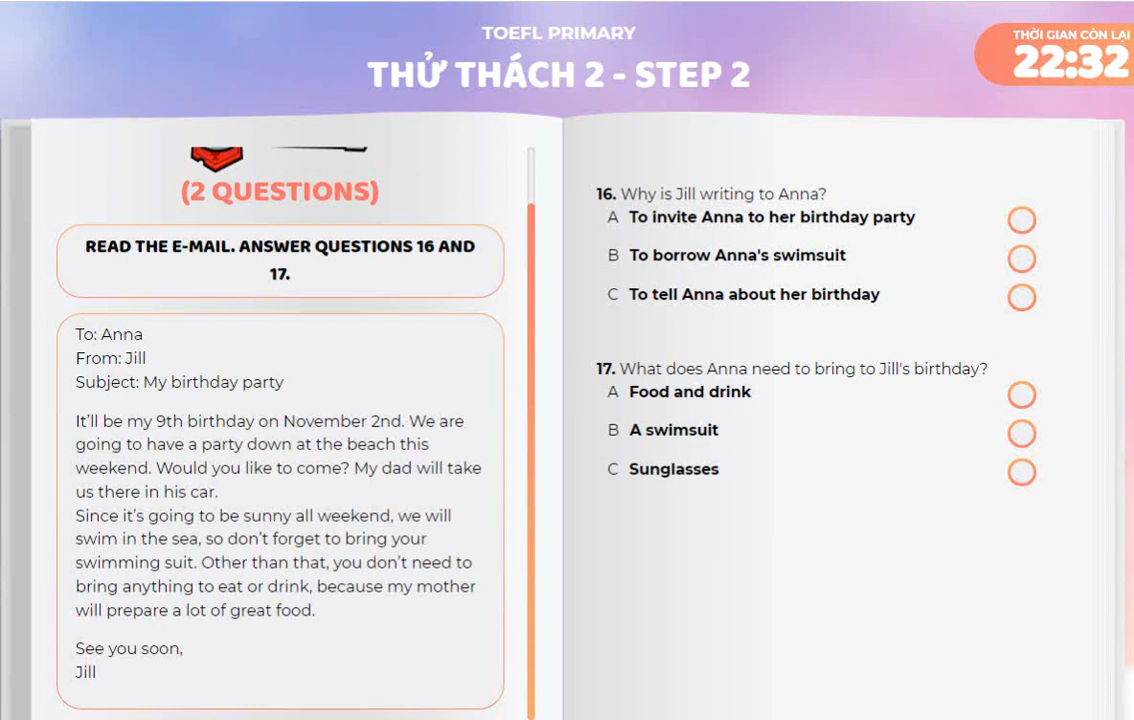 TOEFL PRIMARY
THỬ THÁCH 2 - STEP 2
THỜI GIAN CÒN LẠI
22:32
(2 QUESTIONS)
READ THE E-MAIL. ANSWER QUESTIONS 16 AND
17.
To: Anna
From: Jill
Subject: My birthday party
It'll be my 9th birthday on November 2nd. We are
going to have a party down at the beach this
weekend. Would you like to come? My dad will take
us there in his car.
Since it's going to be sunny all weekend, we will
swim in the sea, so don't forget to bring your
swimming suit. Other than that, you don't need to
bring anything to eat or drink, because my mother
will prepare a lot of great food.
See you soon,
Jill
16. Why is Jill writing to Anna?
A To invite Anna to her birthday party
B To borrow Anna's swimsuit
C To tell Anna about her birthday
17. What does Anna need to bring to Jill's birthday?
A Food and drink
B A swimsuit
C Sunglasses